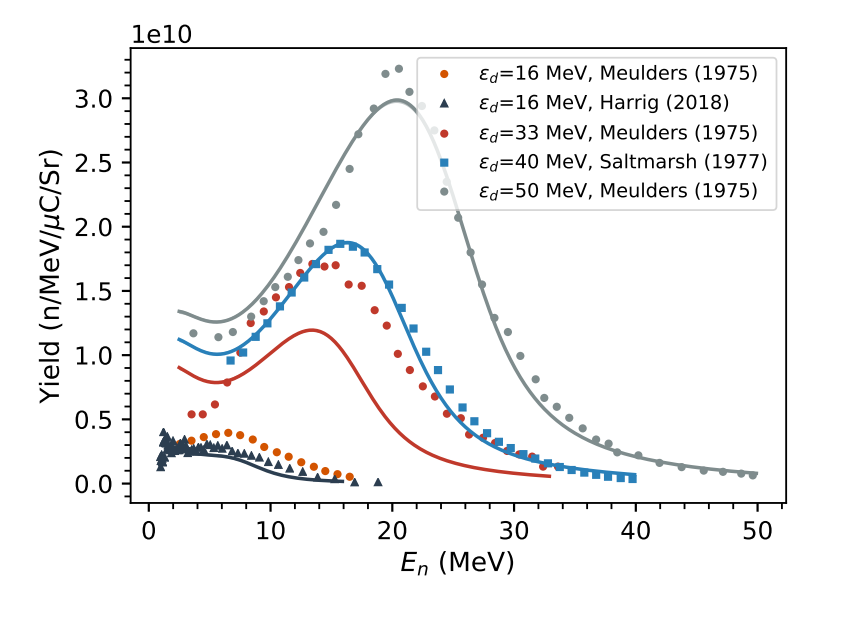 1e10
Yield (n/MeV/μC/Sr)
3.0
2.5
2.0
1.5
1.0
0.5
0.0
ε_d=16 MeV, Meulders (1975)
ε_d=16 MeV, Harrig (2018)
ε_d=33 MeV, Meulders (1975)
ε_d=40 MeV, Saltmarsh (1977)
ε_d=50 MeV, Meulders (1975)
0 10 20 30 40 50
E_n (MeV)